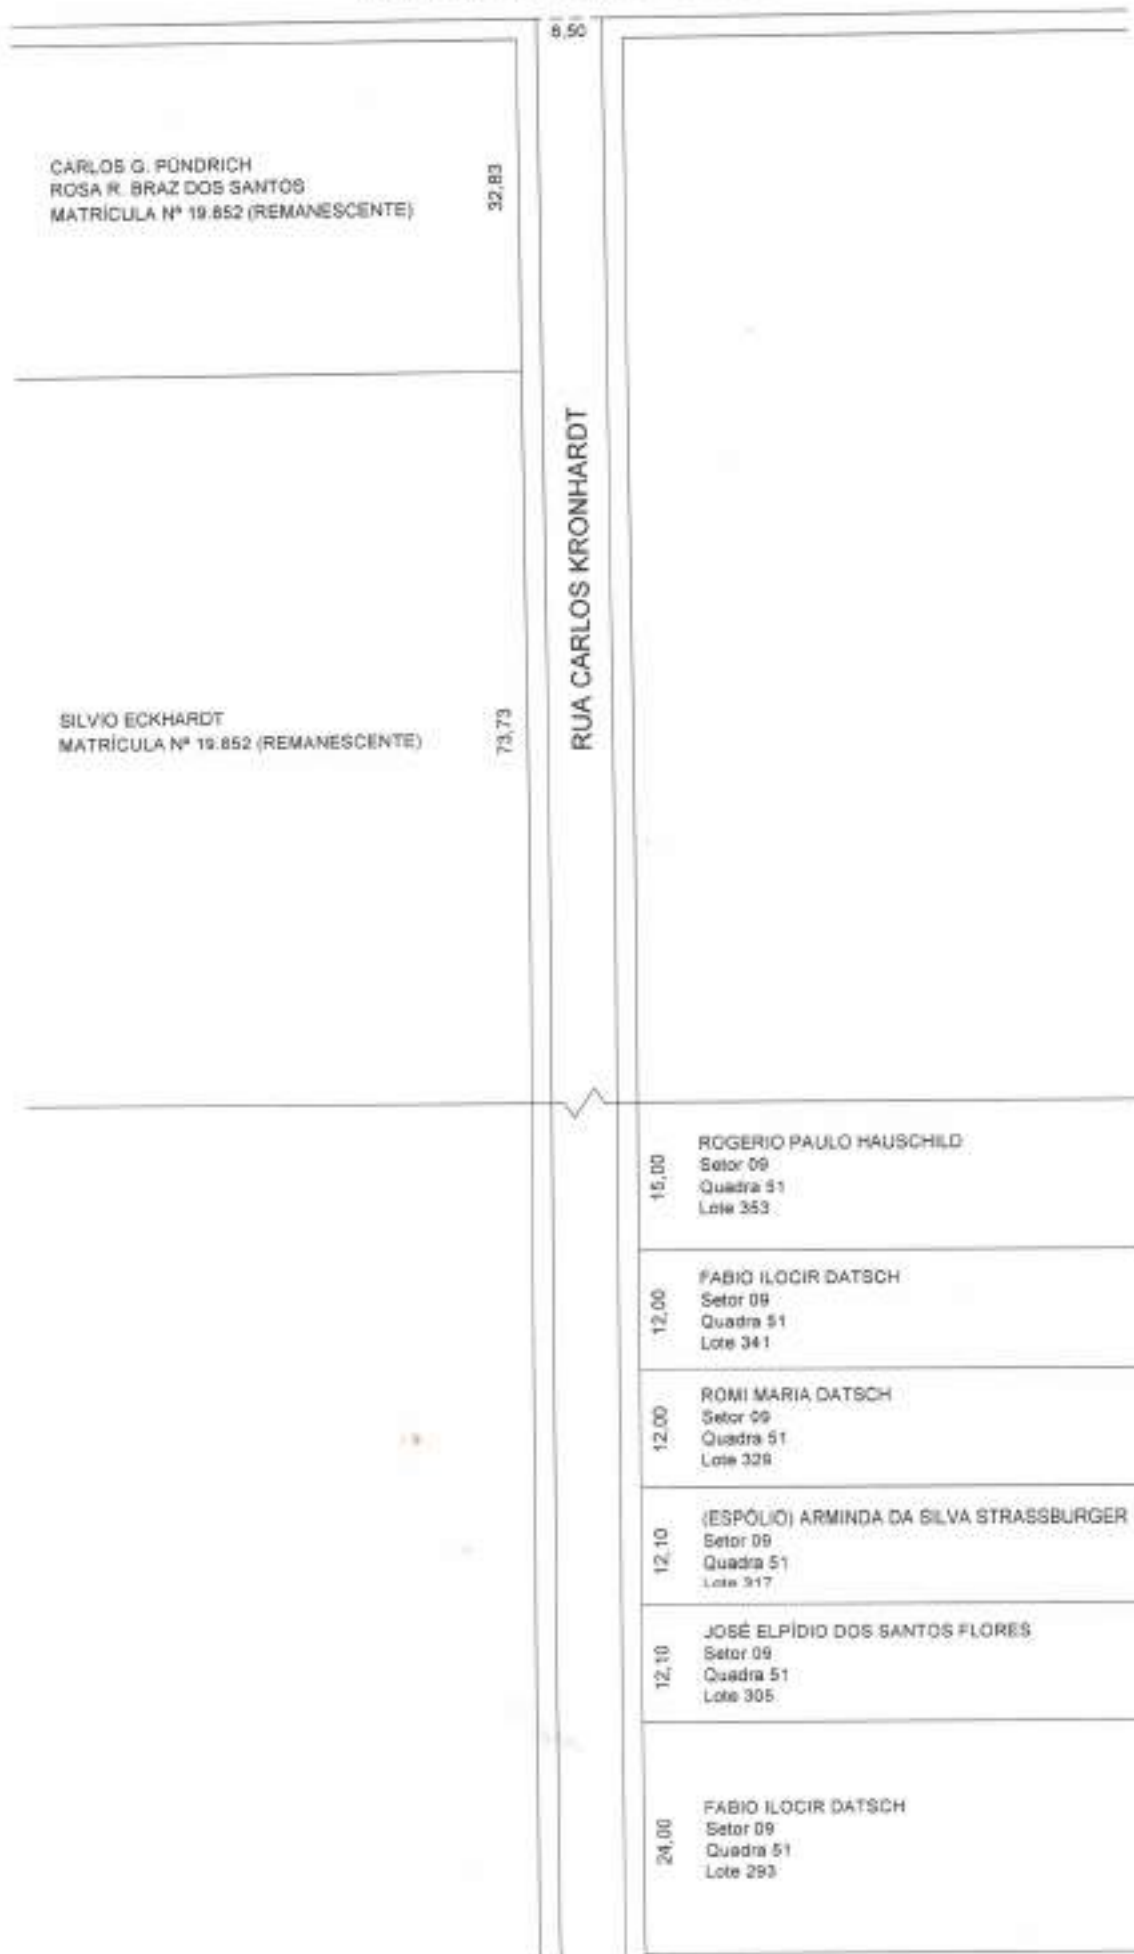 6,50
CARLOS G. PÜNDRICH
ROSA R. BRAZ DOS SANTOS
MATRÍCULA Nº 19.852 (REMANESCENTE)
32,83
RUA CARLOS KRONHARDT
SILVIO ECKHARDT
MATRÍCULA Nº 19.852 (REMANESCENTE)
73,73
ROGERIO PAULO HAUSCHILD
Setor 09
Quadra 51
Lote 353
15,00
FABIO ILOCIR DATSCH
Setor 09
Quadra 51
Lote 341
12,00
ROMI MARIA DATSCH
Setor 09
Quadra 51
Lote 329
12,00
(ESPÓLIO) ARMINDA DA SILVA STRASSBURGER
Setor 09
Quadra 51
Lote 317
12,10
JOSÉ ELPÍDIO DOS SANTOS FLORES
Setor 09
Quadra 51
Lote 305
12,10
FABIO ILOCIR DATSCH
Setor 09
Quadra 51
Lote 293
24,00